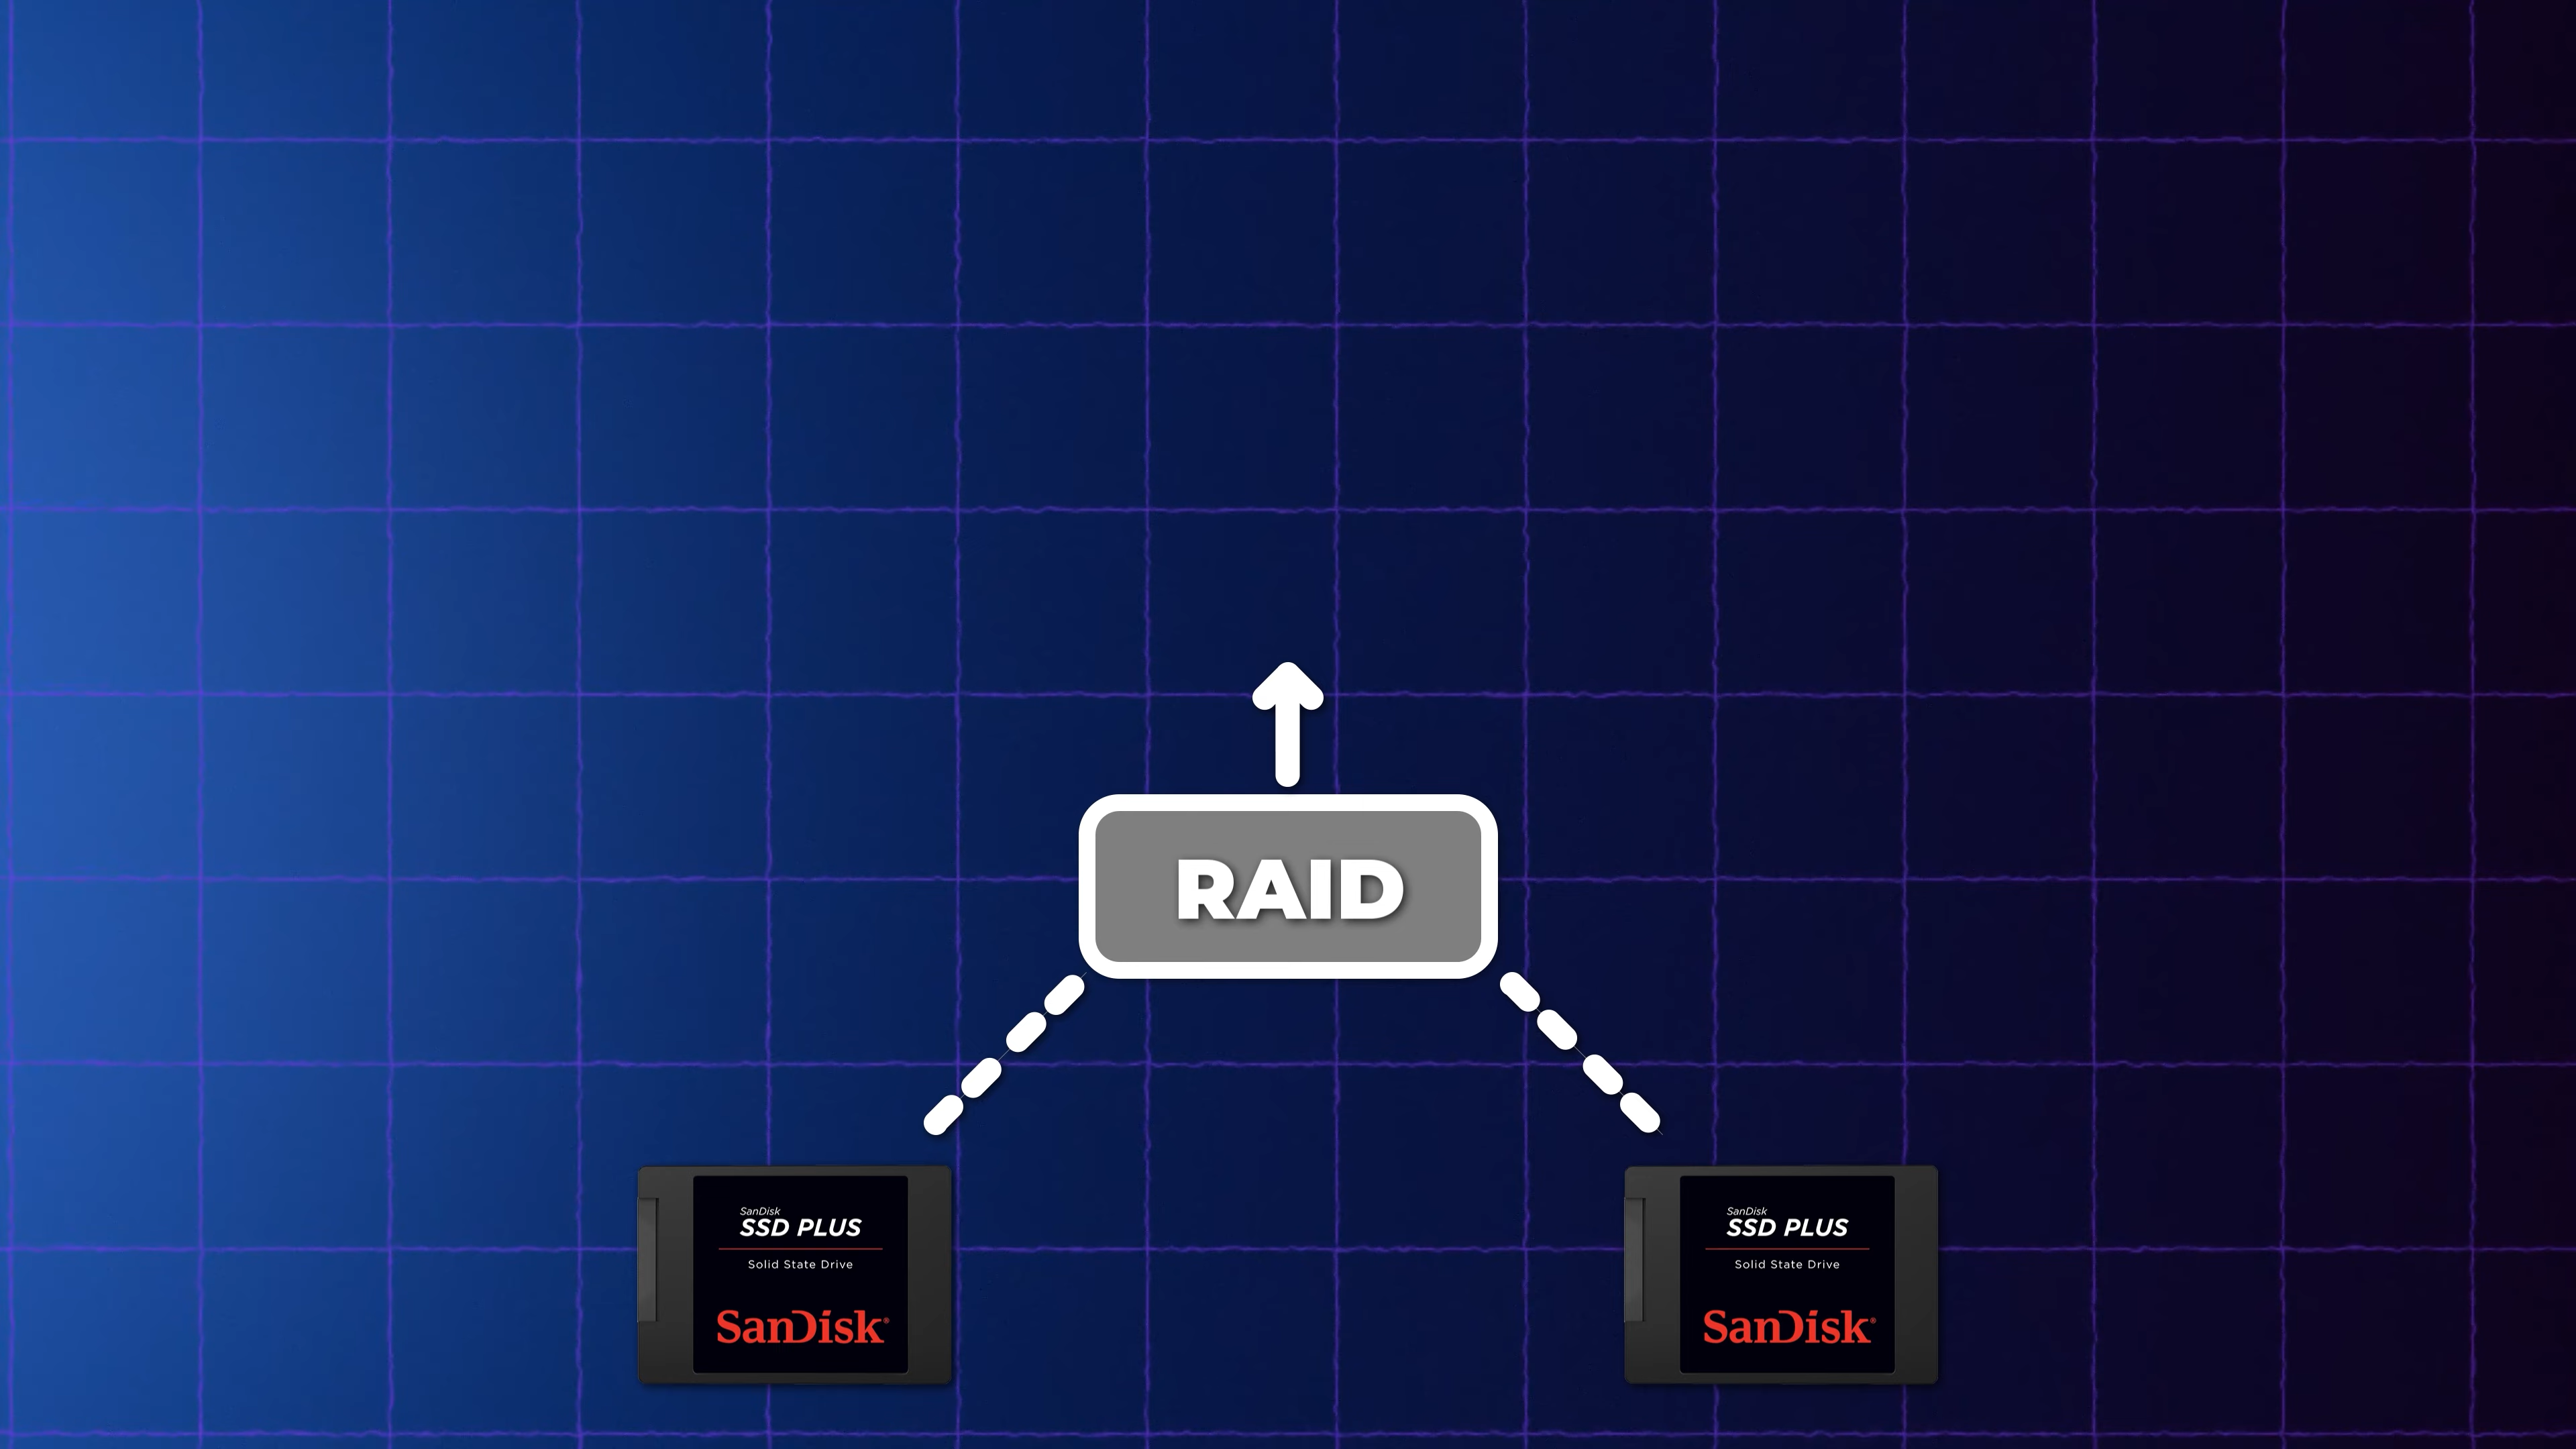 RAID
SanDisk
SSD PLUS
Solid State Drive
SanDisk®
SanDisk
SSD PLUS
Solid State Drive
SanDisk®